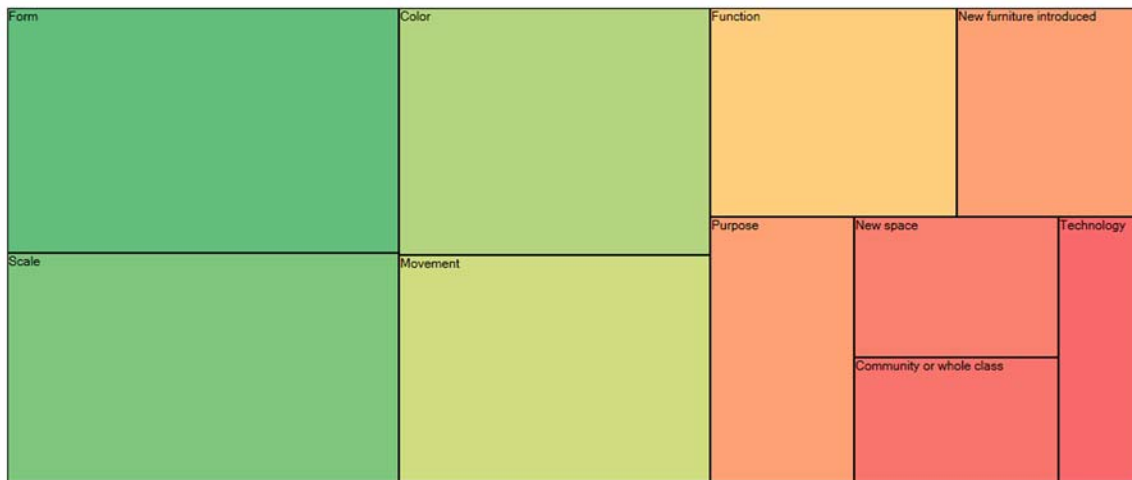 Form
Color
Function
New furniture introduced
Scale
Movement
Purpose
New space
Technology
Community or whole class